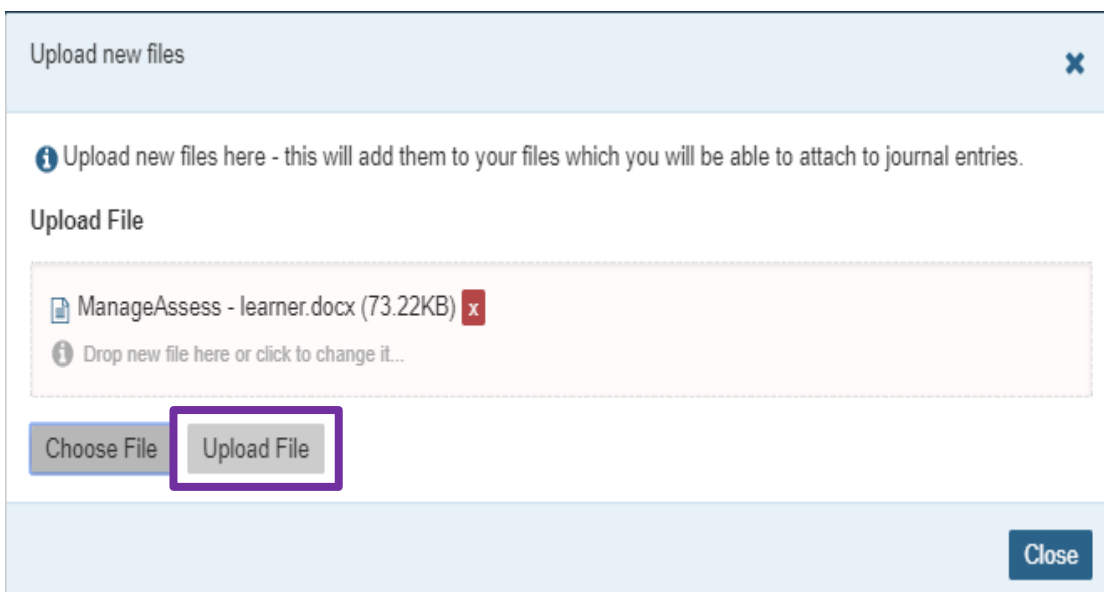 Upload new files
Upload new files here - this will add them to your files which you will be able to attach to journal entries.
Upload File
ManageAssess - learner.docx (73.22KB) x
Drop new file here or click to change it...
Choose File Upload File
Close